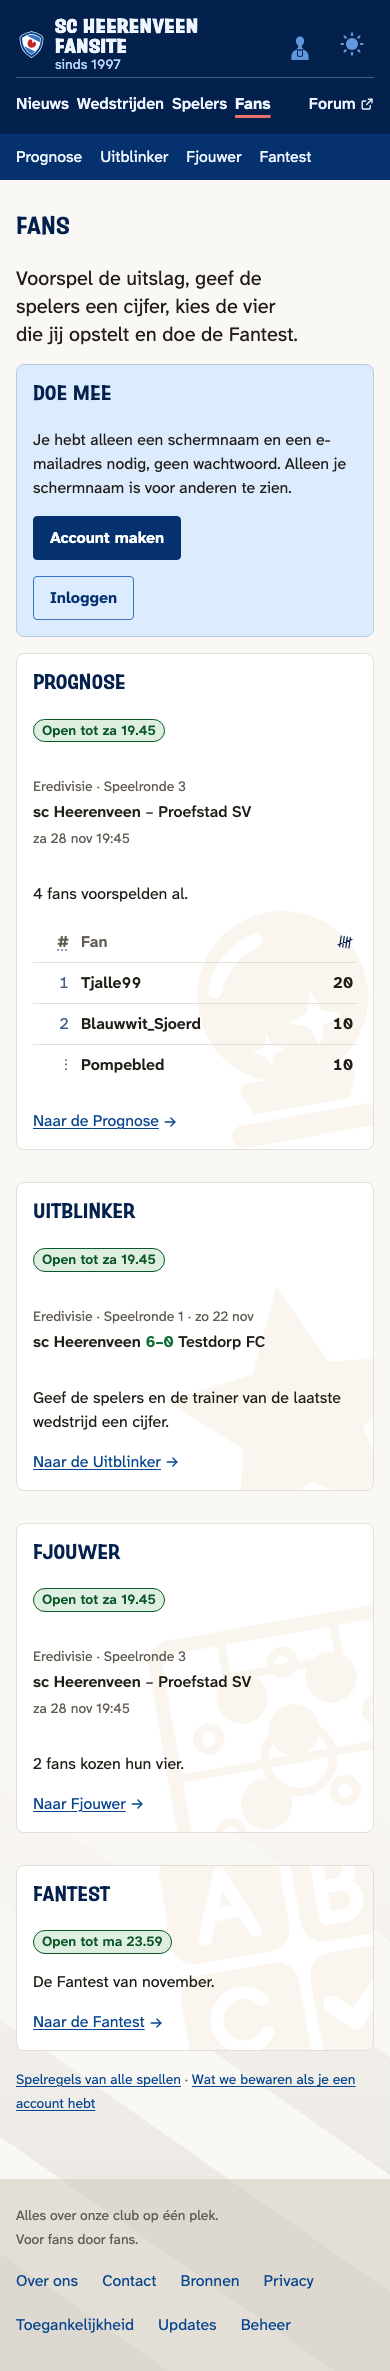 SC HEERENVEEN
FANSITE
sinds 1997
Nieuws Wedstrijden Spelers Fans Forum
Prognose Uitblinker Fjouwer Fantest
FANS
Voorspel de uitslag, geef de
spelers een cijfer, kies de vier
die jij opstelt en doe de Fantest.
DOE MEE
Je hebt alleen een schermnaam en een e-
mailadres nodig, geen wachtwoord. Alleen je
schermnaam is voor anderen te zien.
Account maken
Inloggen
PROGNOSE
Open tot za 19.45
Eredivisie · Speelronde 3
sc Heerenveen – Proefstad SV
za 28 nov 19:45
4 fans voorspelden al.
# Fan
1 Tjalle99 20
2 Blauwwit_Sjoerd 10
⋮ Pompebled 10
Naar de Prognose →
UITBLINKER
Open tot za 19.45
Eredivisie · Speelronde 1 · zo 22 nov
sc Heerenveen 6–0 Testdorp FC
Geef de spelers en de trainer van de laatste
wedstrijd een cijfer.
Naar de Uitblinker →
FJOUWER
Open tot za 19.45
Eredivisie · Speelronde 3
sc Heerenveen – Proefstad SV
za 28 nov 19:45
2 fans kozen hun vier.
Naar Fjouwer →
FANTEST
Open tot ma 23.59
De Fantest van november.
Naar de Fantest →
A B
C
Spelregels van alle spellen · Wat we bewaren als je een
account hebt
Alles over onze club op één plek.
Voor fans door fans.
Over ons Contact Bronnen Privacy
Toegankelijkheid Updates Beheer